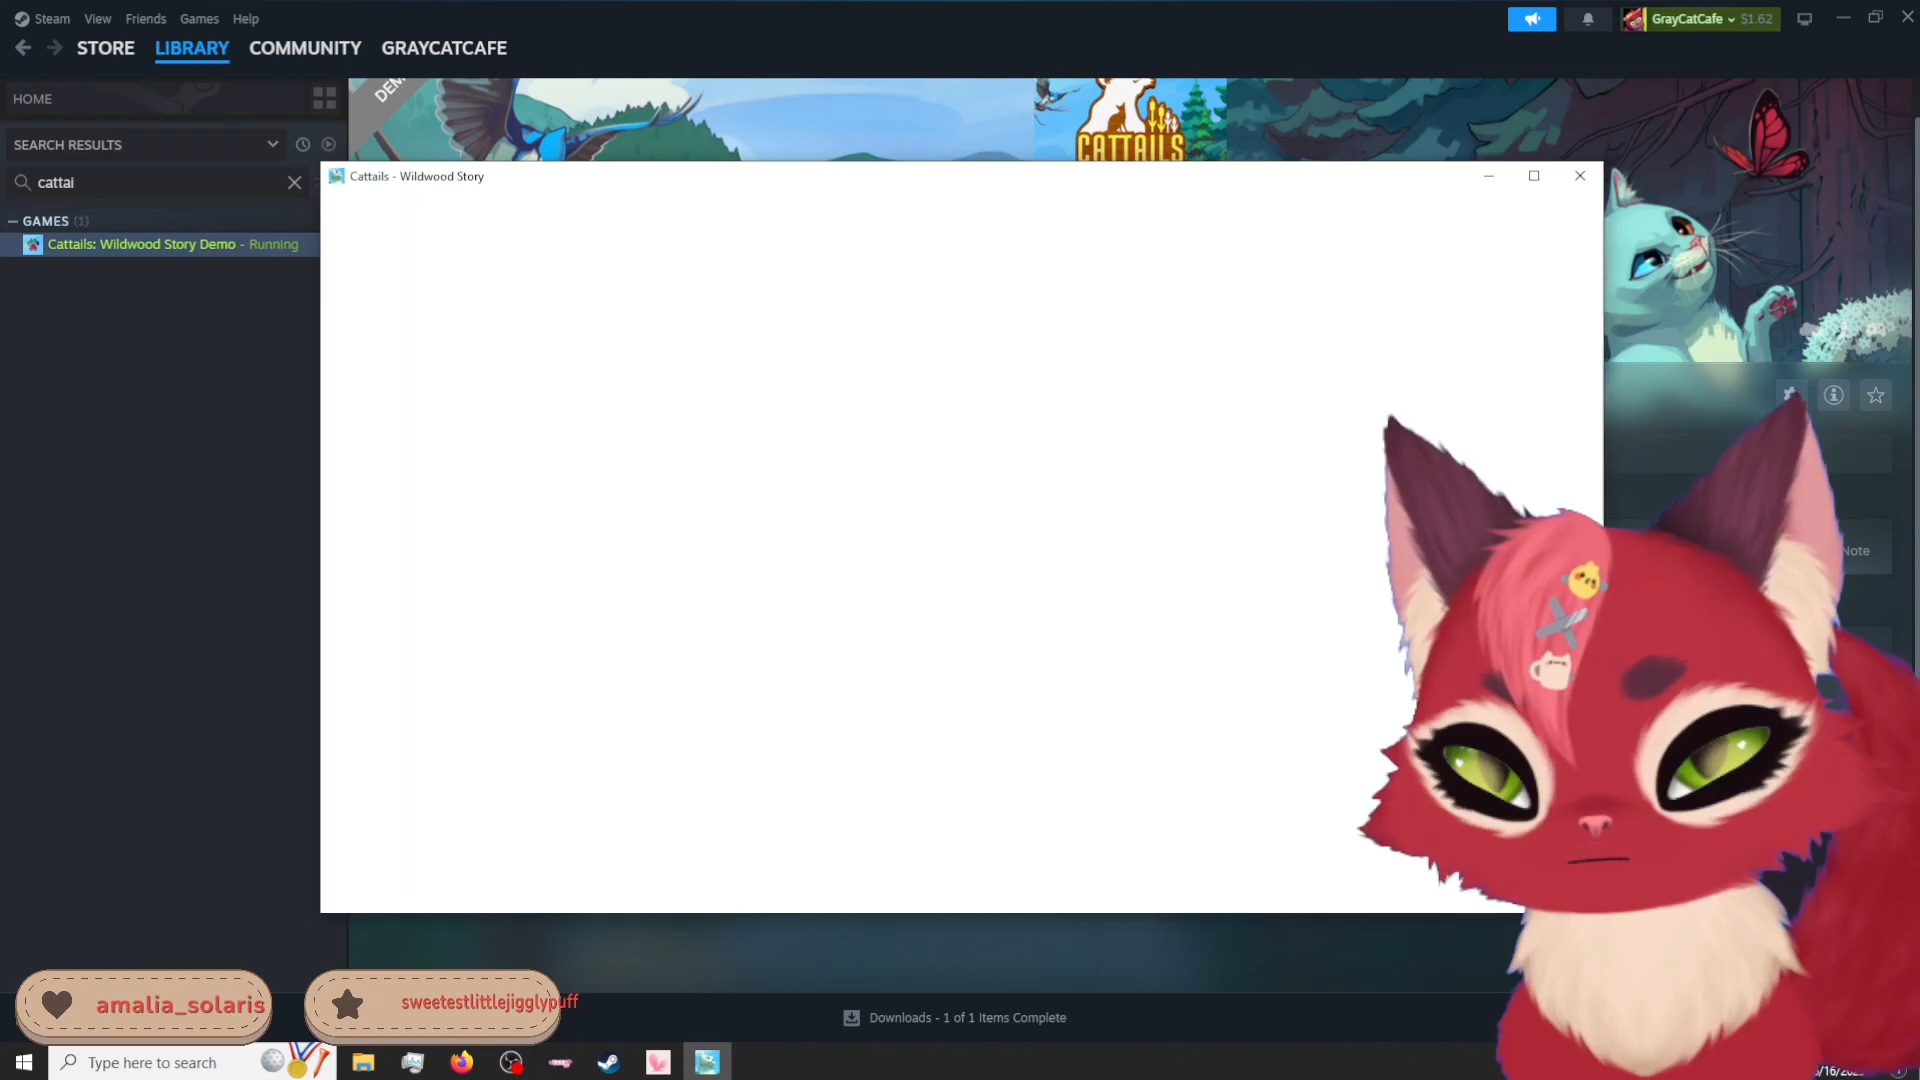 Steam View Friends Games Help
GrayCatCafe $1.62
STORE LIBRARY COMMUNITY GRAYCATCAFE
HOME
DEM
CATTAILS
SEARCH RESULTS
cattai
Cattails - Wildwood Story
GAMES (1)
Cattails: Wildwood Story Demo - Running
Note
amalia_solaris
sweetestlittlejigglypuff
Downloads - 1 of 1 Items Complete
Type here to search